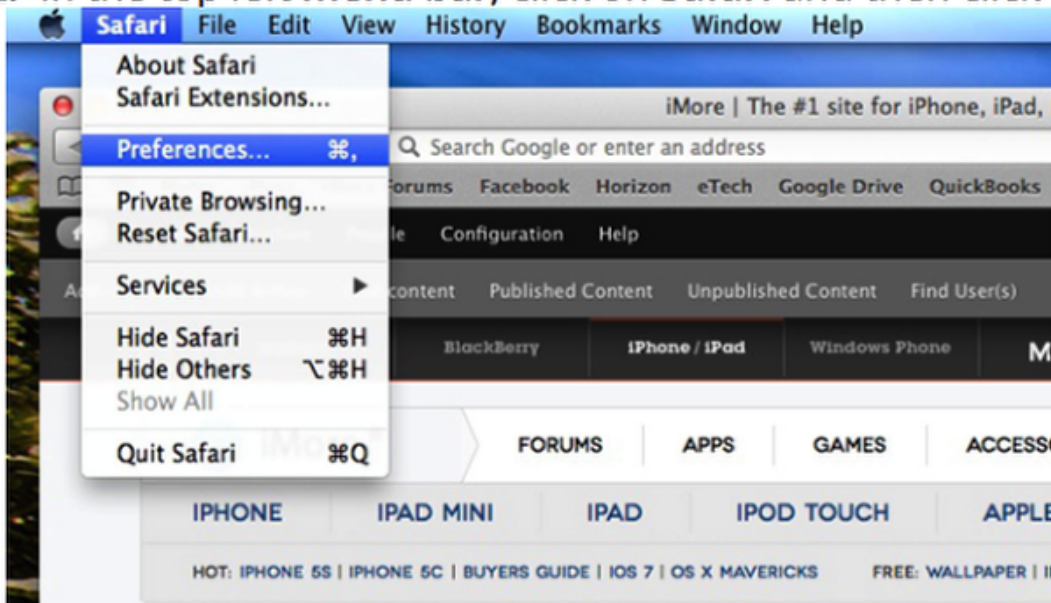 Safari File Edit View History Bookmarks Window Help
About Safari
Safari Extensions...
iMore | The #1 site for iPhone, iPad,
Preferences... ⌘,
Search Google or enter an address
Forums Facebook Horizon eTech Google Drive QuickBooks
Private Browsing...
Reset Safari...
Configuration Help
Services ▶
content Published Content Unpublished Content Find User(s)
Hide Safari ⌘H
BlackBerry iPhone / iPad Windows Phone M
Hide Others ⌥⌘H
Show All
Quit Safari ⌘Q
iMore
FORUMS APPS GAMES ACCESSO
IPHONE IPAD MINI IPAD IPOD TOUCH APPLE
HOT: IPHONE 5S | IPHONE 5C | BUYERS GUIDE | IOS 7 | OS X MAVERICKS FREE: WALLPAPER |